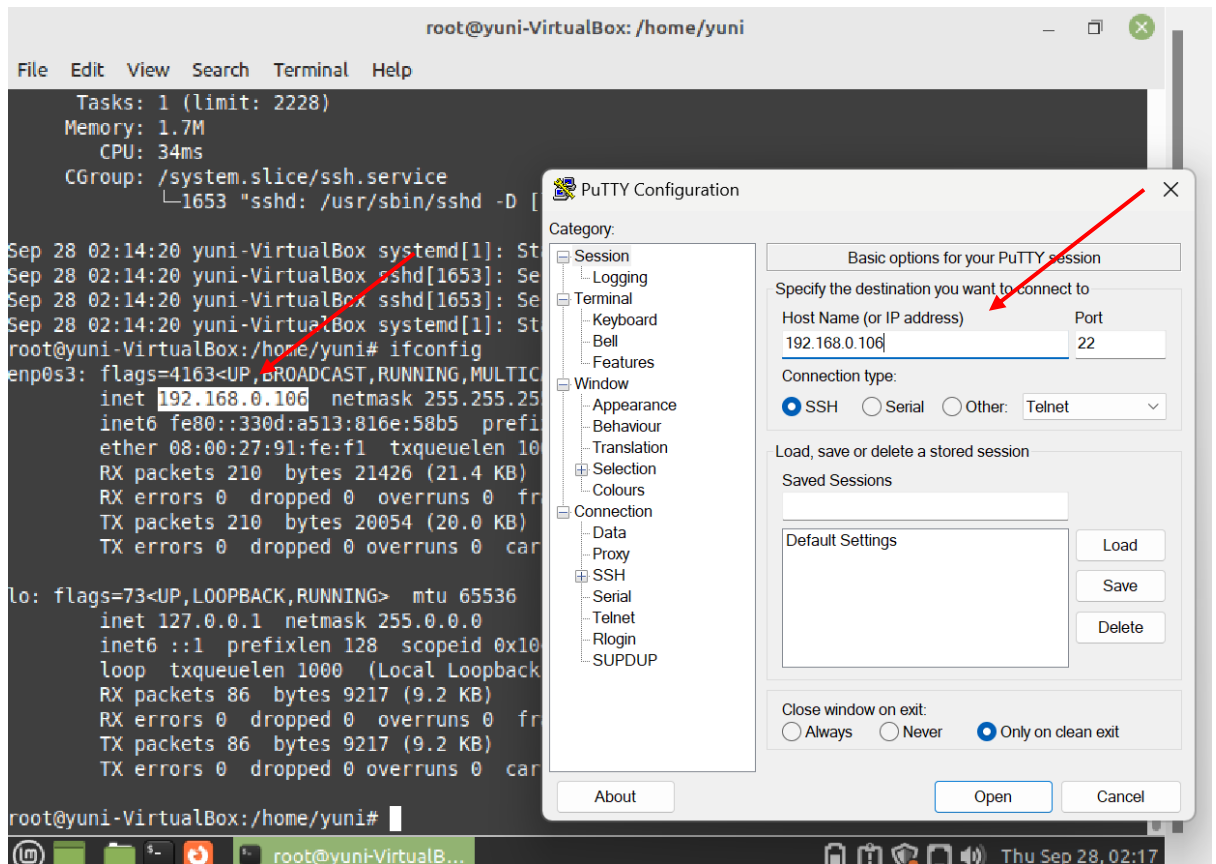 root@yuni-VirtualBox: /home/yuni
File Edit View Search Terminal Help
Tasks: 1 (limit: 2228)
Memory: 1.7M
CPU: 34ms
CGroup: /system.slice/ssh.service
└─1653 "sshd: /usr/sbin/sshd -D [
Sep 28 02:14:20 yuni-VirtualBox systemd[1]: St
Sep 28 02:14:20 yuni-VirtualBox sshd[1653]: Se
Sep 28 02:14:20 yuni-VirtualBox sshd[1653]: Se
Sep 28 02:14:20 yuni-VirtualBox systemd[1]: St
root@yuni-VirtualBox:/home/yuni# ifconfig
enp0s3: flags=4163<UP,BROADCAST,RUNNING,MULTIC
inet 192.168.0.106 netmask 255.255.25
inet6 fe80::330d:a513:816e:58b5 prefi
ether 08:00:27:91:fe:f1 txqueuelen 10
RX packets 210 bytes 21426 (21.4 KB)
RX errors 0 dropped 0 overruns 0 fr
TX packets 210 bytes 20054 (20.0 KB)
TX errors 0 dropped 0 overruns 0 car
lo: flags=73<UP,LOOPBACK,RUNNING> mtu 65536
inet 127.0.0.1 netmask 255.0.0.0
inet6 ::1 prefixlen 128 scopeid 0x10
loop txqueuelen 1000 (Local Loopback
RX packets 86 bytes 9217 (9.2 KB)
RX errors 0 dropped 0 overruns 0 fr
TX packets 86 bytes 9217 (9.2 KB)
TX errors 0 dropped 0 overruns 0 car
root@yuni-VirtualBox:/home/yuni#
PuTTY Configuration
Category:
Session
Logging
Terminal
Keyboard
Bell
Features
Window
Appearance
Behaviour
Translation
Selection
Colours
Connection
Data
Proxy
SSH
Serial
Telnet
Rlogin
SUPDUP
Basic options for your PuTTY session
Specify the destination you want to connect to
Host Name (or IP address) Port
192.168.0.106 22
Connection type:
SSH Serial Other: Telnet
Load, save or delete a stored session
Saved Sessions
Default Settings
Load
Save
Delete
Close window on exit:
Always Never Only on clean exit
About Open Cancel
root@yuni-VirtualB... Thu Sep 28, 02:17